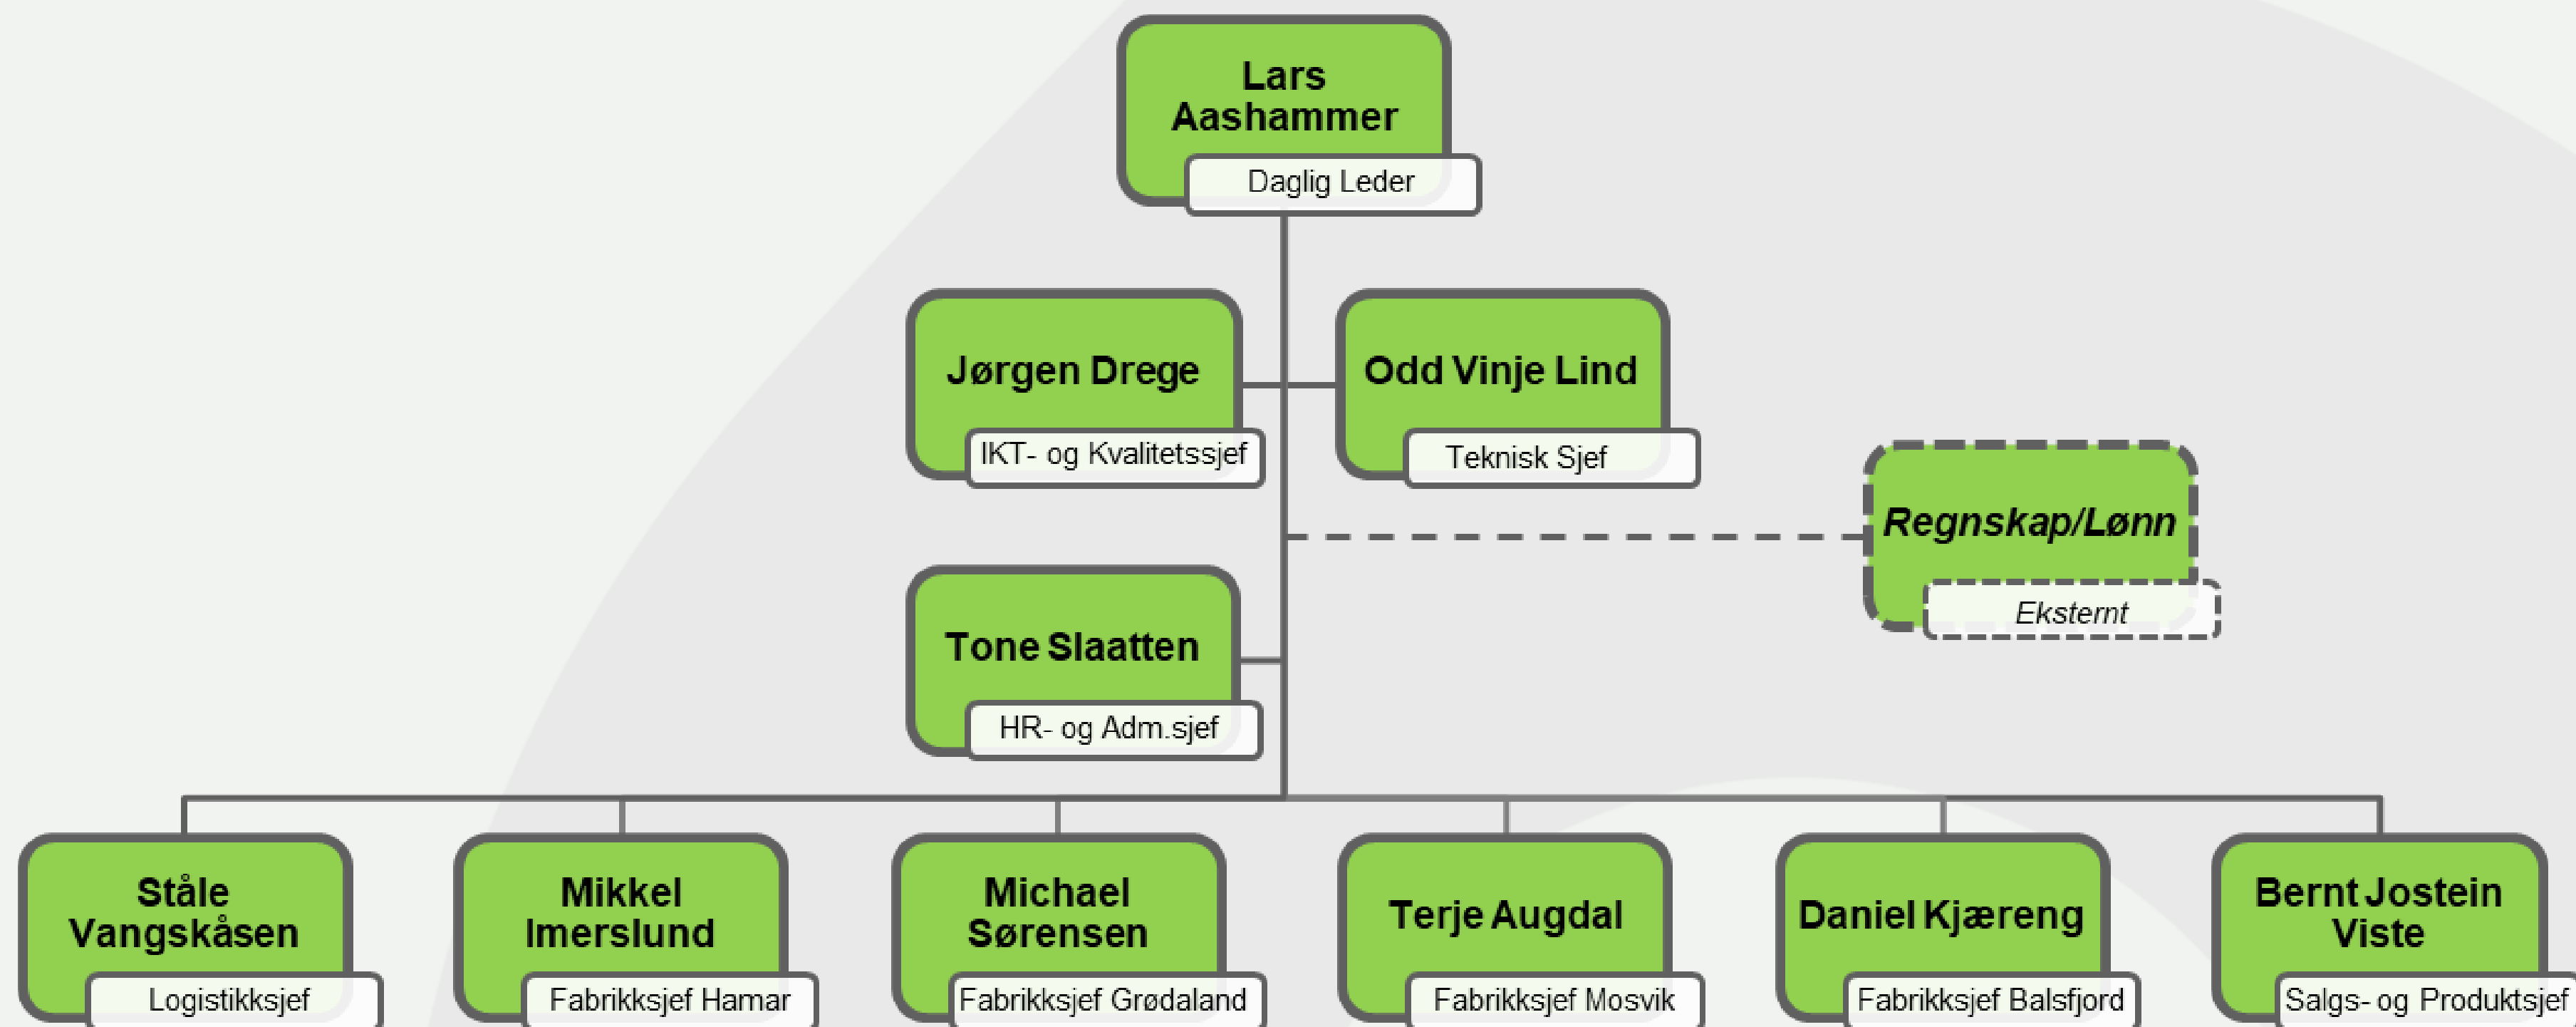 Lars
Aashammer
Daglig Leder
Jørgen Drege
IKT- og Kvalitetssjef
Odd Vinje Lind
Teknisk Sjef
Regnskap/Lønn
Eksternt
Tone Slaatten
HR- og Adm.sjef
Ståle
Vangskåsen
Logistikksjef
Mikkel
Imerslund
Fabrikksjef Hamar
Michael
Sørensen
Fabrikksjef Grødaland
Terje Augdal
Fabrikksjef Mosvik
Daniel Kjæreng
Fabrikksjef Balsfjord
Bernt Jostein
Viste
Salgs- og Produktsjef